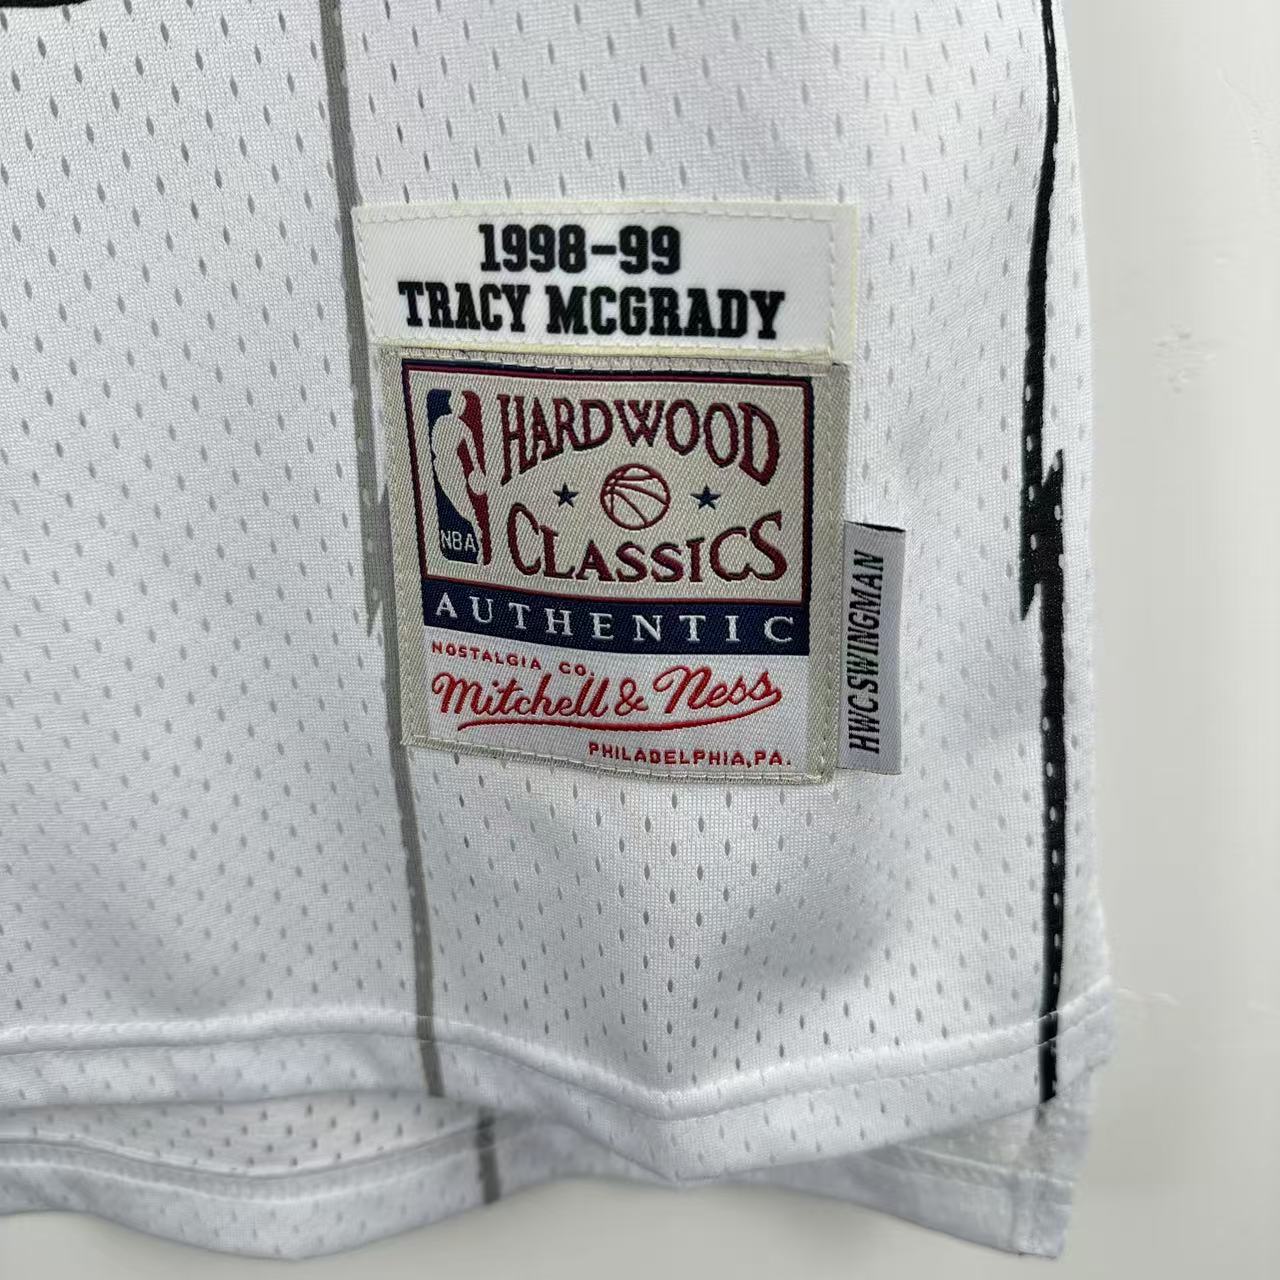 1998-99
TRACY MCGRADY
HARDWOOD
CLASSICS
NBA
AUTHENTIC
NOSTALGIA CO.
Mitchell & Ness
PHILADELPHIA, PA.
HWC SWINGMAN